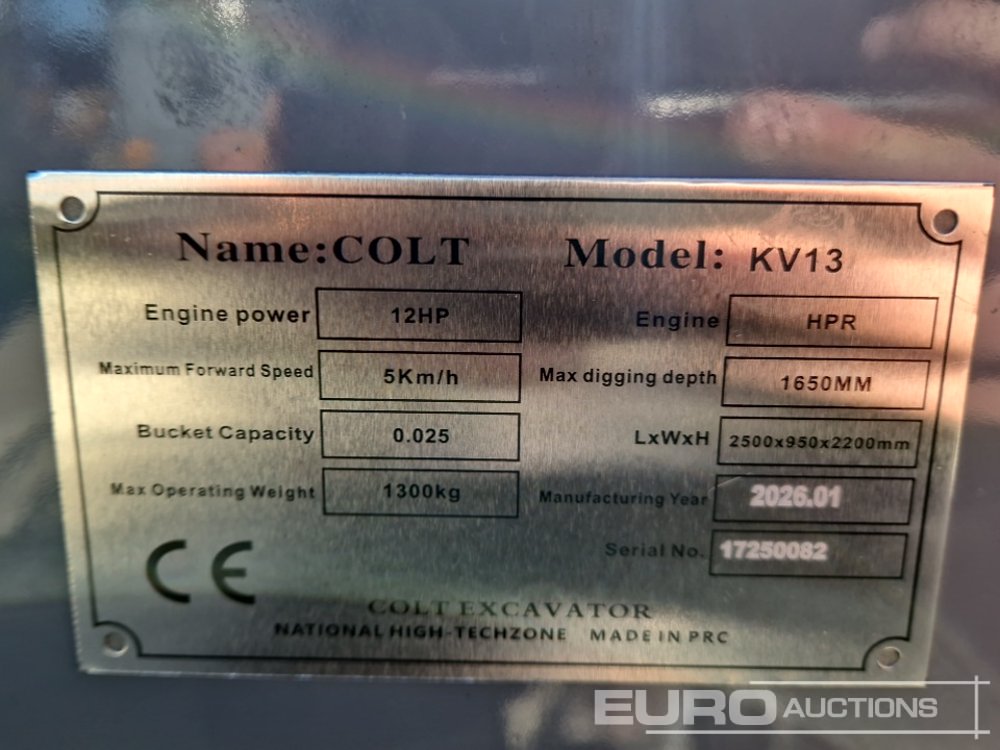 Name:COLT Model: KV13
Engine power 12HP Engine HPR
Maximum Forward Speed 5Km/h Max digging depth 1650MM
Bucket Capacity 0.025 LxWxH 2500x950x2200mm
Max Operating Weight 1300kg Manufacturing Year 2026.01
Serial No. 17250082
CE
COLT EXCAVATOR
NATIONAL HIGH-TECHZONE MADE IN PRC
EURO AUCTIONS